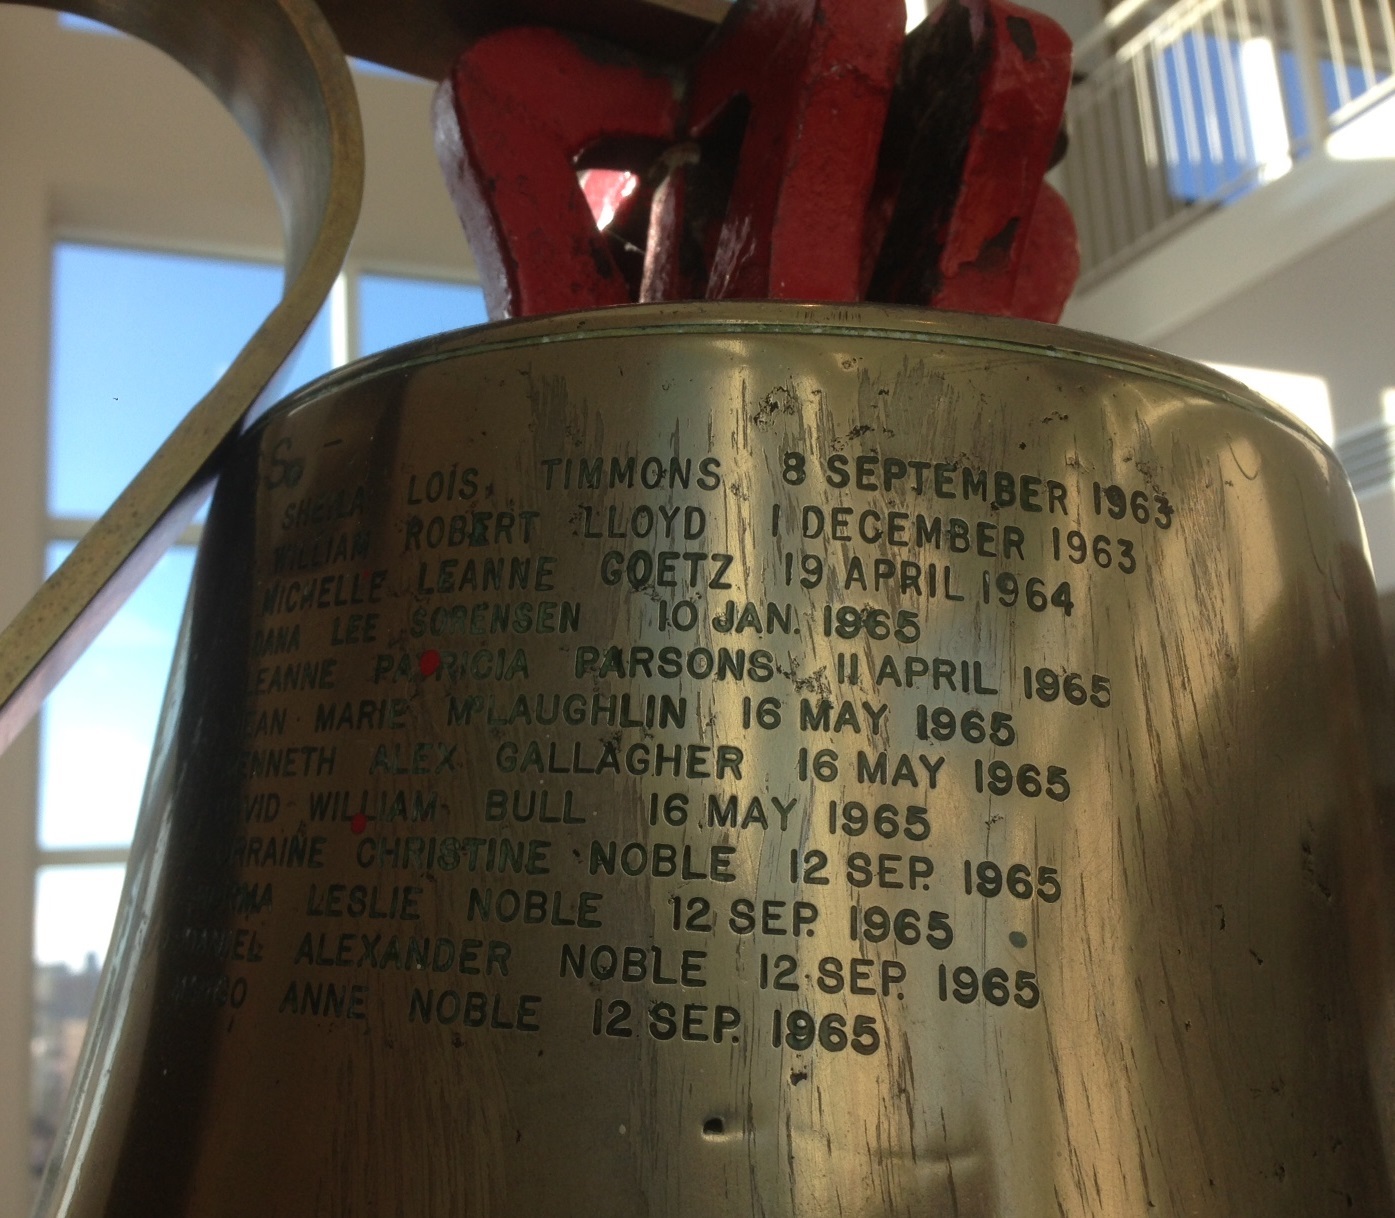 SHEILA LOIS TIMMONS 8 SEPTEMBER 1963
WILLIAM ROBERT LLOYD 1 DECEMBER 1963
MICHELLE LEANNE GOETZ 19 APRIL 1964
DANA LEE SORENSEN 10 JAN. 1965
PATRICIA PARSONS 11 APRIL 1965
MARIE McLAUGHLIN 16 MAY 1965
KENNETH ALEX GALLAGHER 16 MAY 1965
DAVID WILLIAM BULL 16 MAY 1965
CHRISTINE NOBLE 12 SEP. 1965
LESLIE NOBLE 12 SEP. 1965
ALEXANDER NOBLE 12 SEP. 1965
ANNE NOBLE 12 SEP. 1965